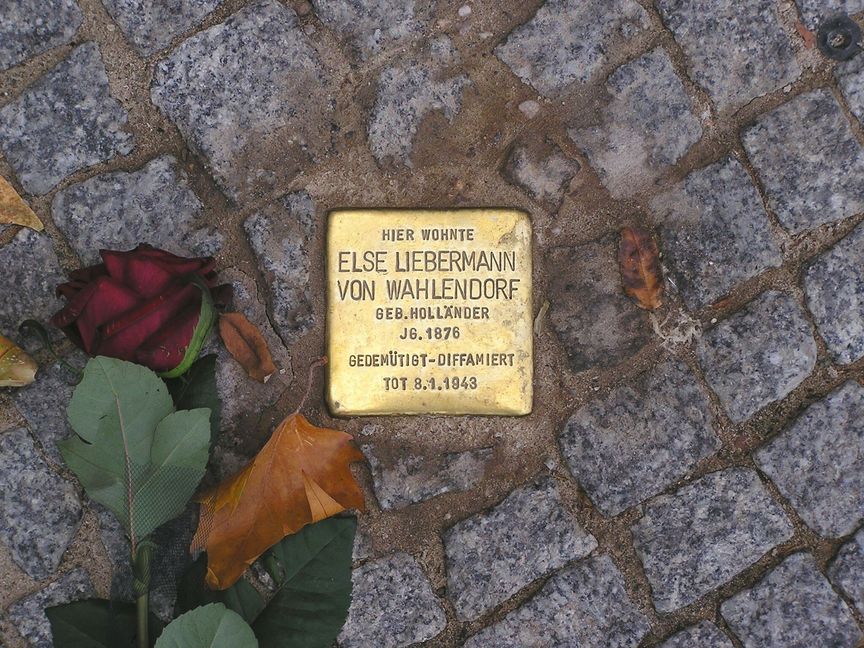 HIER WOHNTE
ELSE LIEBERMANN
VON WAHLENDORF
GEB. HOLLÄNDER
JG. 1876
GEDEMÜTIGT-DIFFAMIERT
TOT 8.1.1943